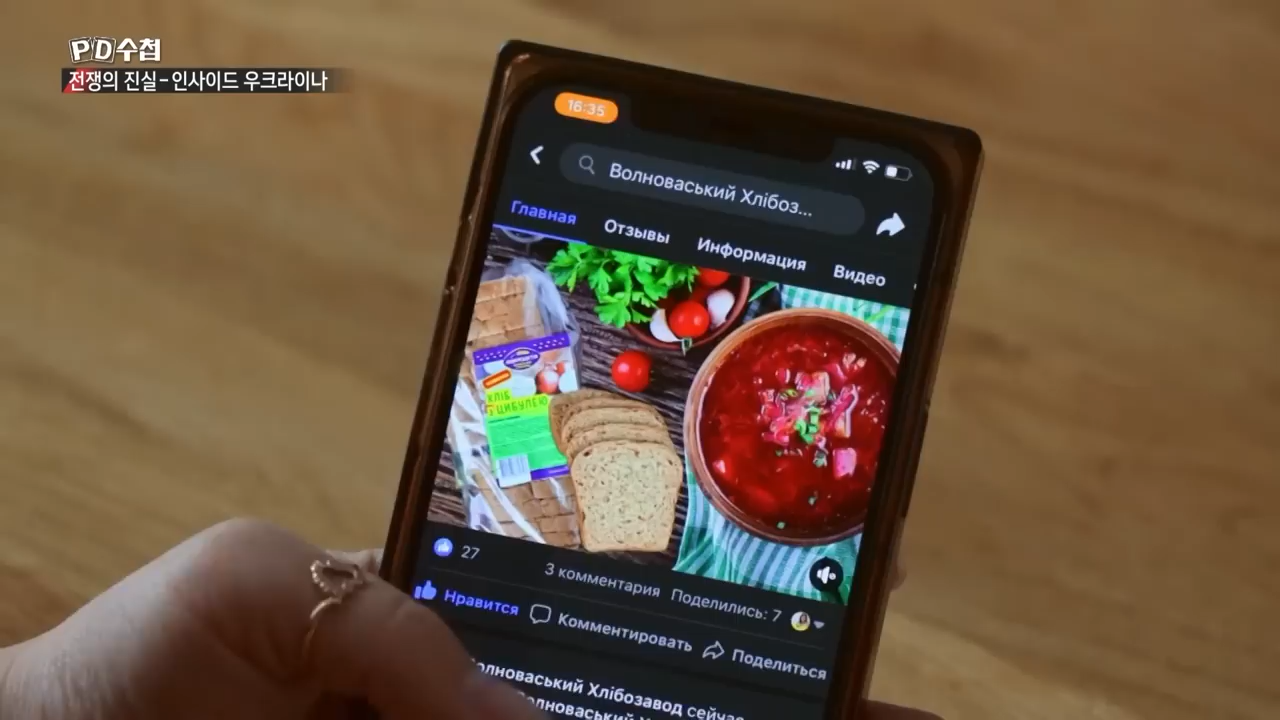 PD수첩
전쟁의 진실-인사이드 우크라이나
16:35
Волноваський Хлібоз...
Главная Отзывы Информация Видео
ХЛІБ
З ЦИБУЛЕЮ
27 3 комментария Поделились: 7
Нравится Комментировать Поделиться
олноваський Хлібозавод сейчас